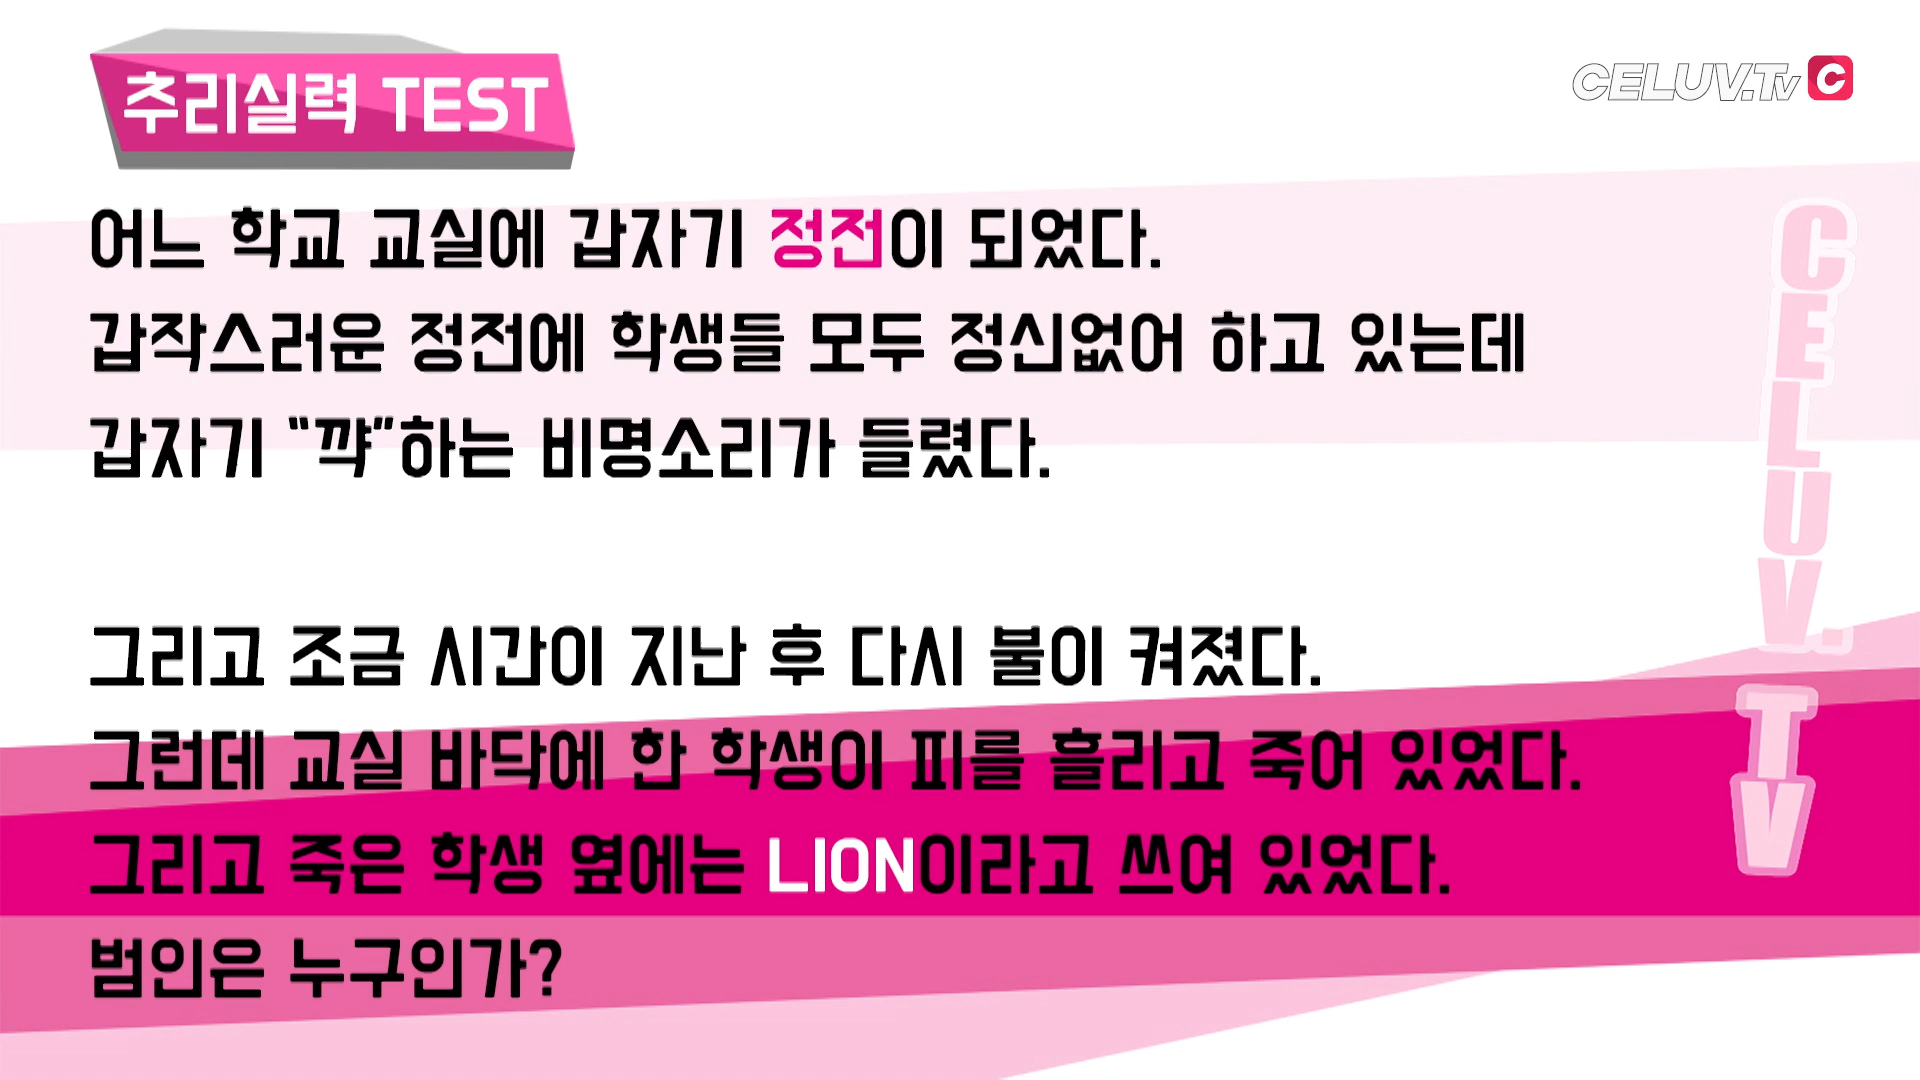 추리실력 TEST
CELUV.Tv C
어느 학교 교실에 갑자기 정전이 되었다.
갑작스러운 정전에 학생들 모두 정신없어 하고 있는데
갑자기 “꺅”하는 비명소리가 들렸다.
그리고 조금 시간이 지난 후 다시 불이 켜졌다.
그런데 교실 바닥에 한 학생이 피를 흘리고 죽어 있었다.
그리고 죽은 학생 옆에는 LION이라고 쓰여 있었다.
범인은 누구인가?
CELUV.TV